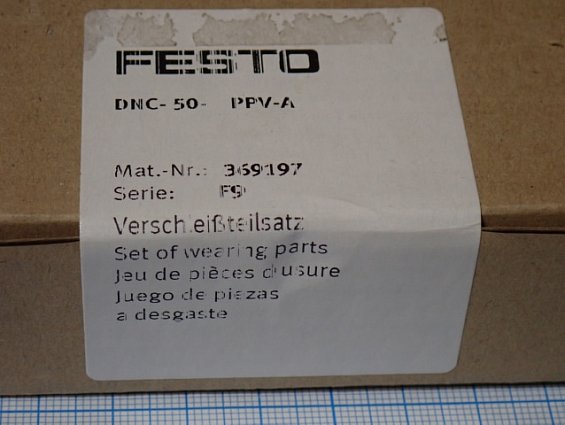 FESTO
DNC- 50- PPV-A
Mat.-Nr.: 369197
Serie: F9
Verschleißteilsatz
Set of wearing parts
Jeu de pièces d'usure
Juego de piezas
a desgaste